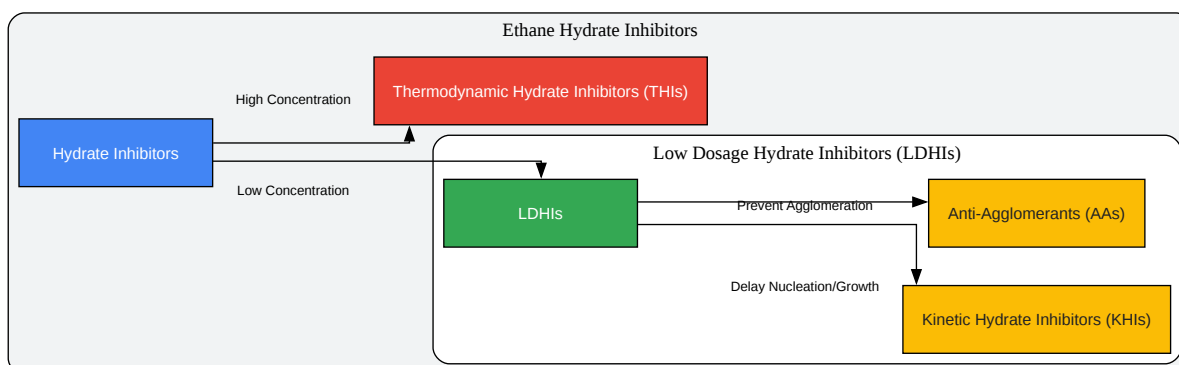 Ethane Hydrate Inhibitors
Thermodynamic Hydrate Inhibitors (THIs)
High Concentration
Hydrate Inhibitors
Low Dosage Hydrate Inhibitors (LDHIs)
Low Concentration
LDHIs
Prevent Agglomeration
Anti-Agglomerants (AAs)
Delay Nucleation/Growth
Kinetic Hydrate Inhibitors (KHIs)